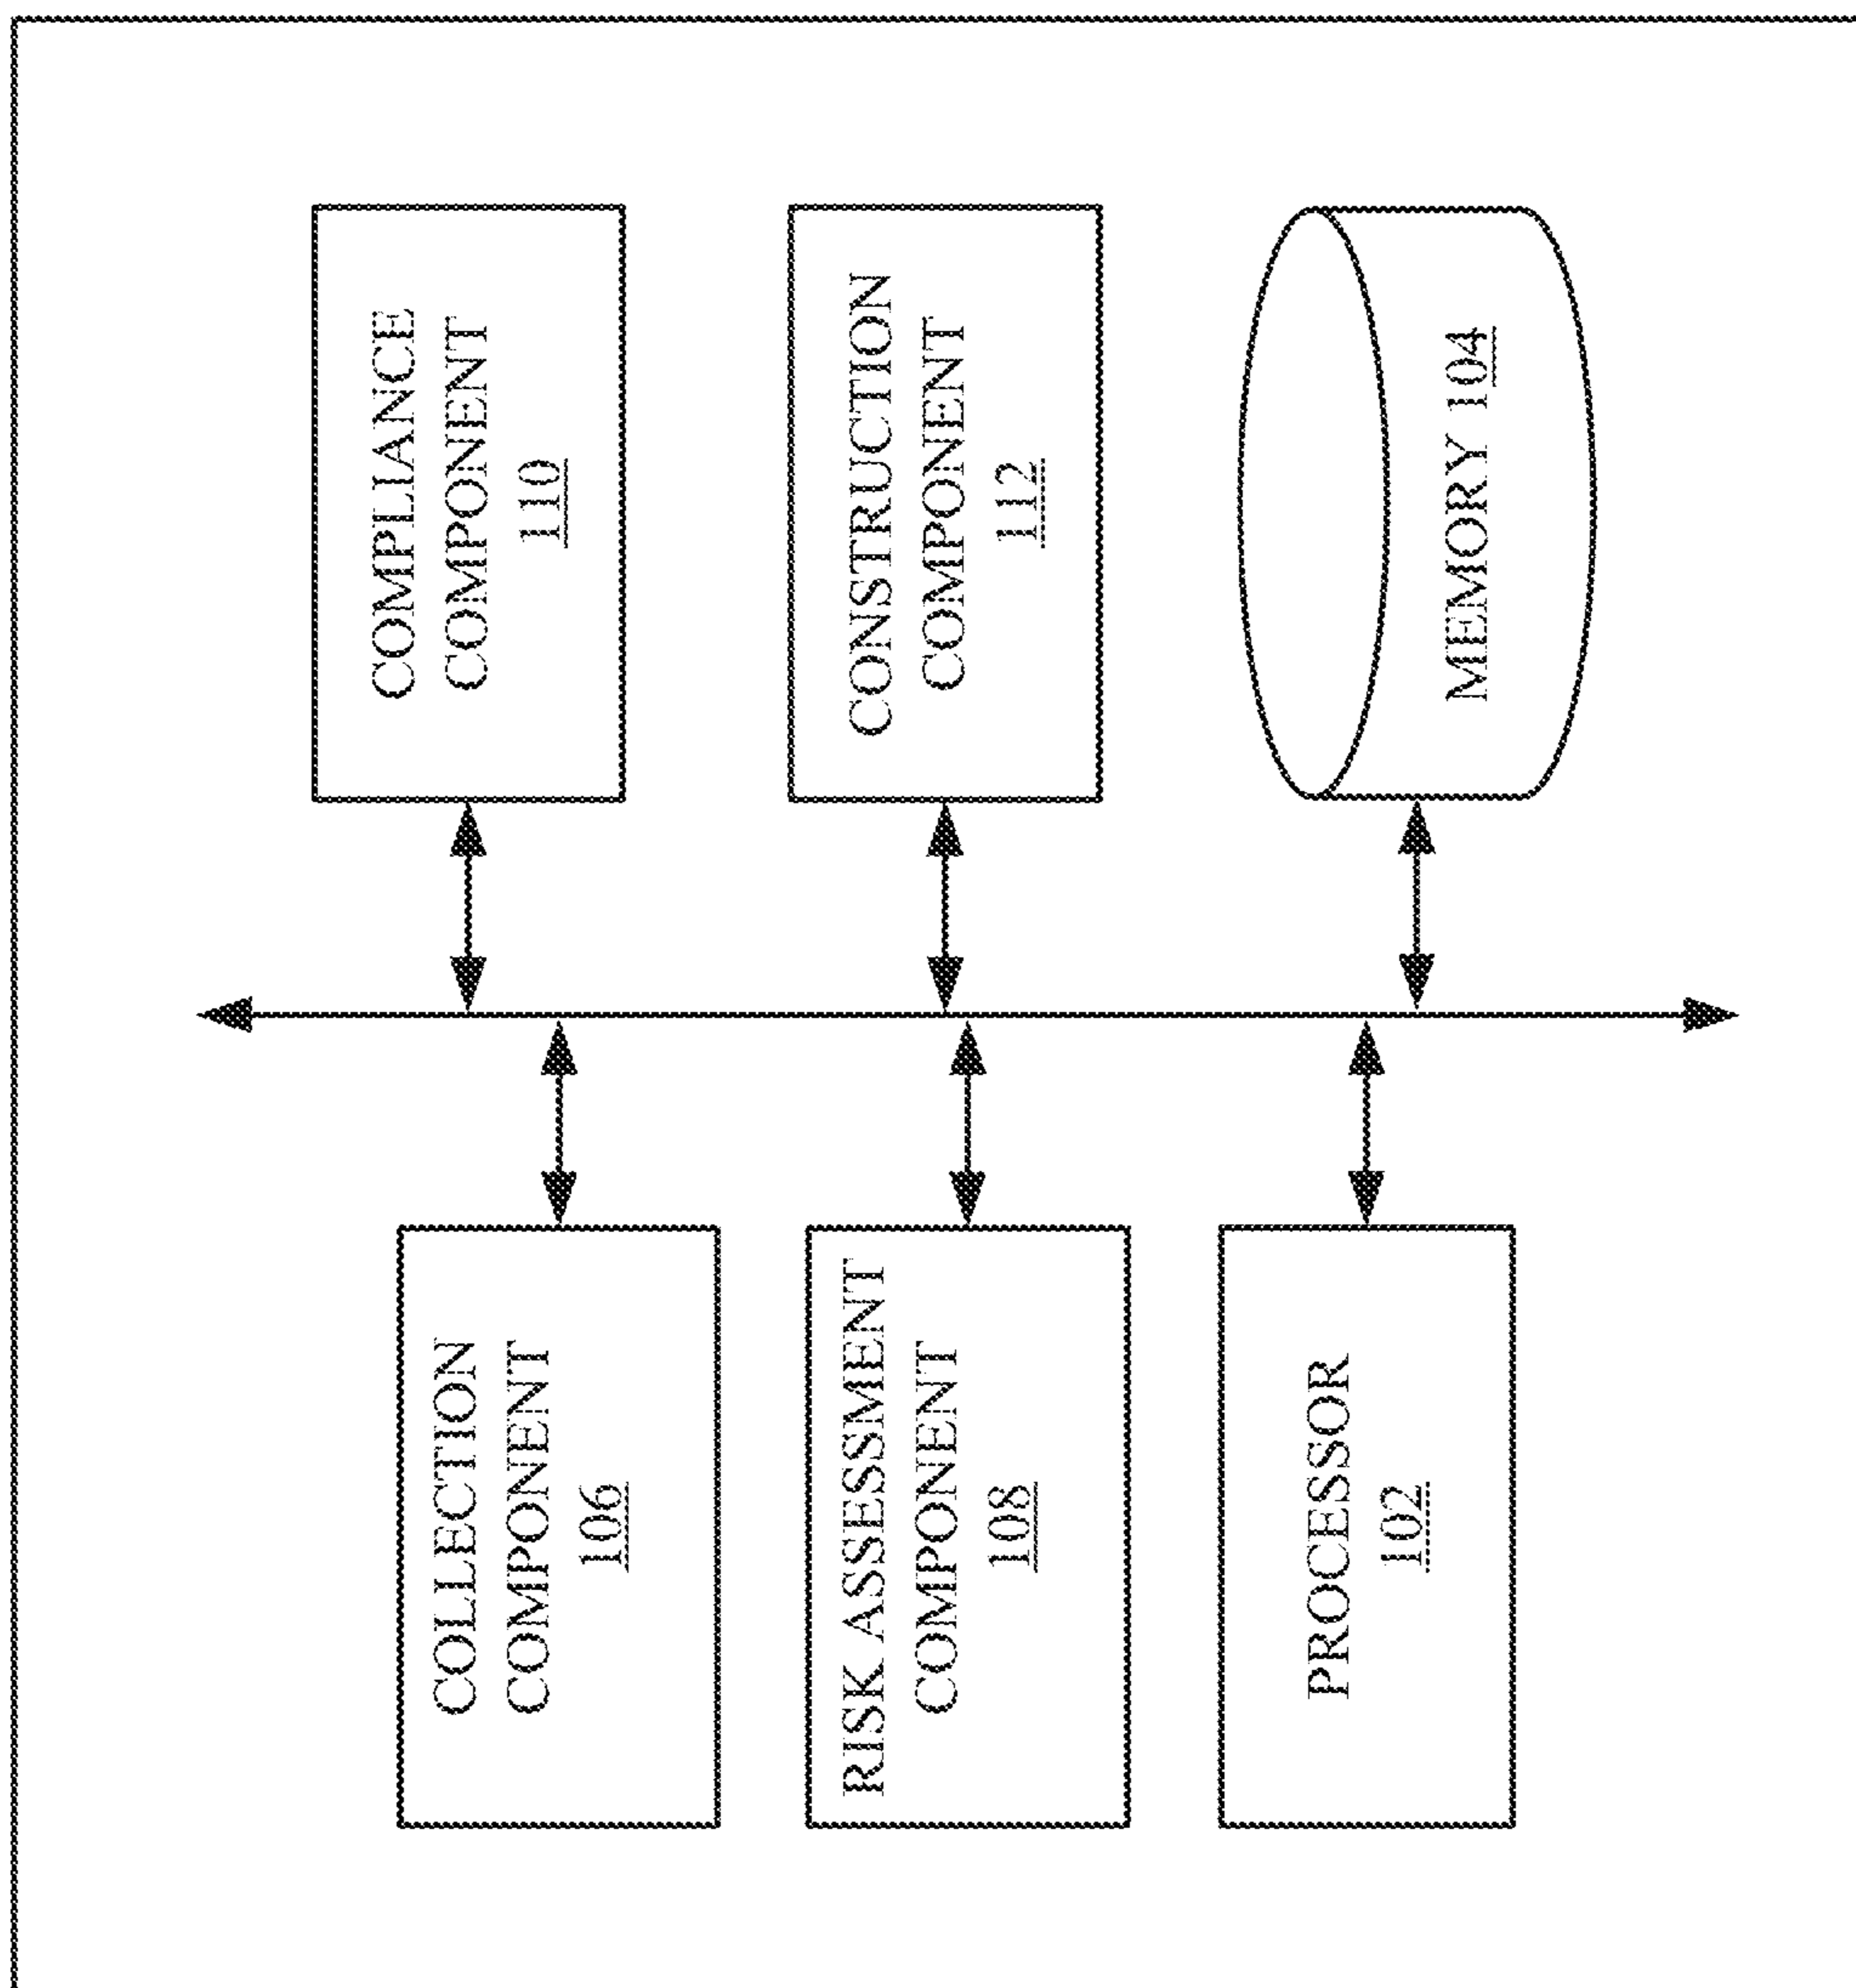 COLLECTION
COMPONENT
106
COMPLIANCE
COMPONENT
110
RISK ASSESSMENT
COMPONENT
108
CONSTRUCTION
COMPONENT
112
PROCESSOR
102
MEMORY 104